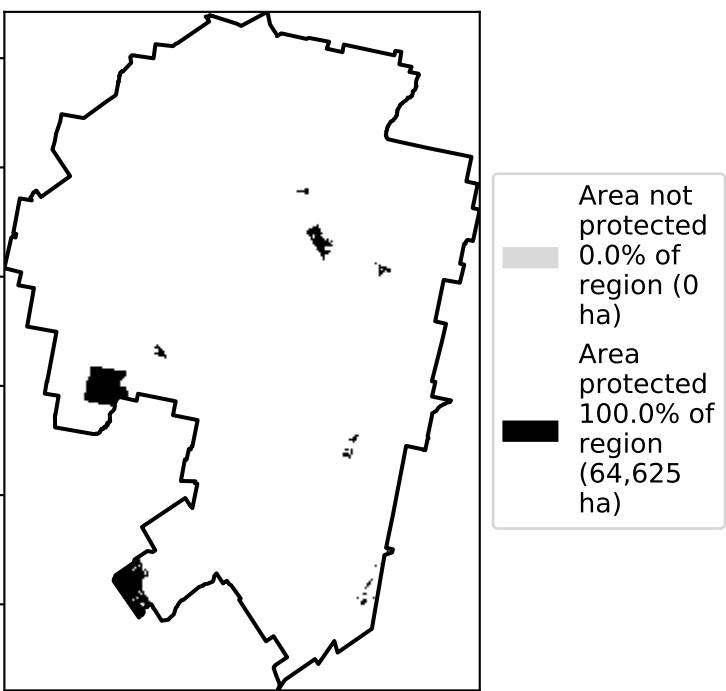 Area not
protected
0.0% of
region (0
ha)
Area
protected
100.0% of
region
(64,625
ha)